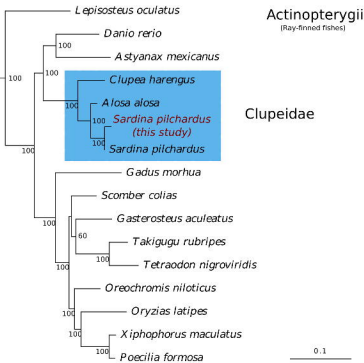 Lepisosteus oculatus
Actinopterygii
(Ray-finned fishes)
Danio rerio
100
Astyanax mexicanus
100
100
Clupea harengus
Clupeidae
100
Alosa alosa
100
Sardina pilchardus
(this study)
100
Sardina pilchardus
100
Gadus morhua
Scomber colias
100
Gasterosteus aculeatus
60
Takigugu rubripes
100
Tetraodon nigroviridis
100
Oreochromis niloticus
100
Oryzias latipes
100
Xiphophorus maculatus
100
Poecilia formosa
0.1